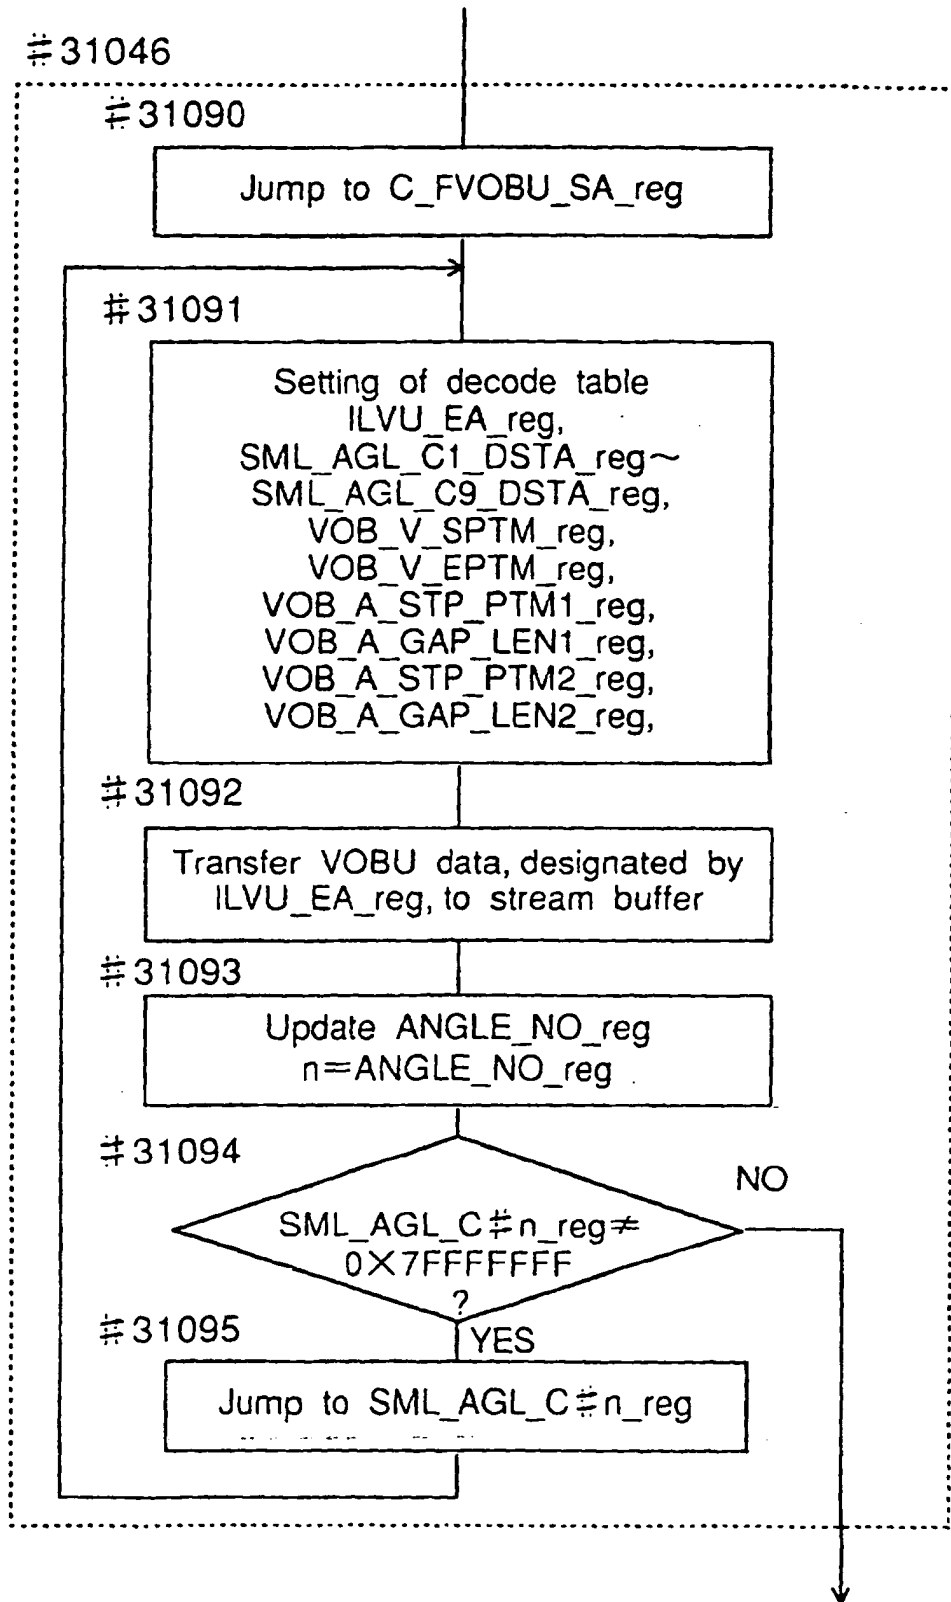 #31046
#31090
Jump to C_FVOBU_SA_reg
#31091
Setting of decode table
ILVU_EA_reg,
SML_AGL_C1_DSTA_reg~
SML_AGL_C9_DSTA_reg,
VOB_V_SPTM_reg,
VOB_V_EPTM_reg,
VOB_A_STP_PTM1_reg,
VOB_A_GAP_LEN1_reg,
VOB_A_STP_PTM2_reg,
VOB_A_GAP_LEN2_reg,
#31092
Transfer VOBU data, designated by
ILVU_EA_reg, to stream buffer
#31093
Update ANGLE_NO_reg
n=ANGLE_NO_reg
#31094
NO
SML_AGL_C#n_reg≠
0X7FFFFFFF
?
#31095
YES
Jump to SML_AGL_C#n_reg